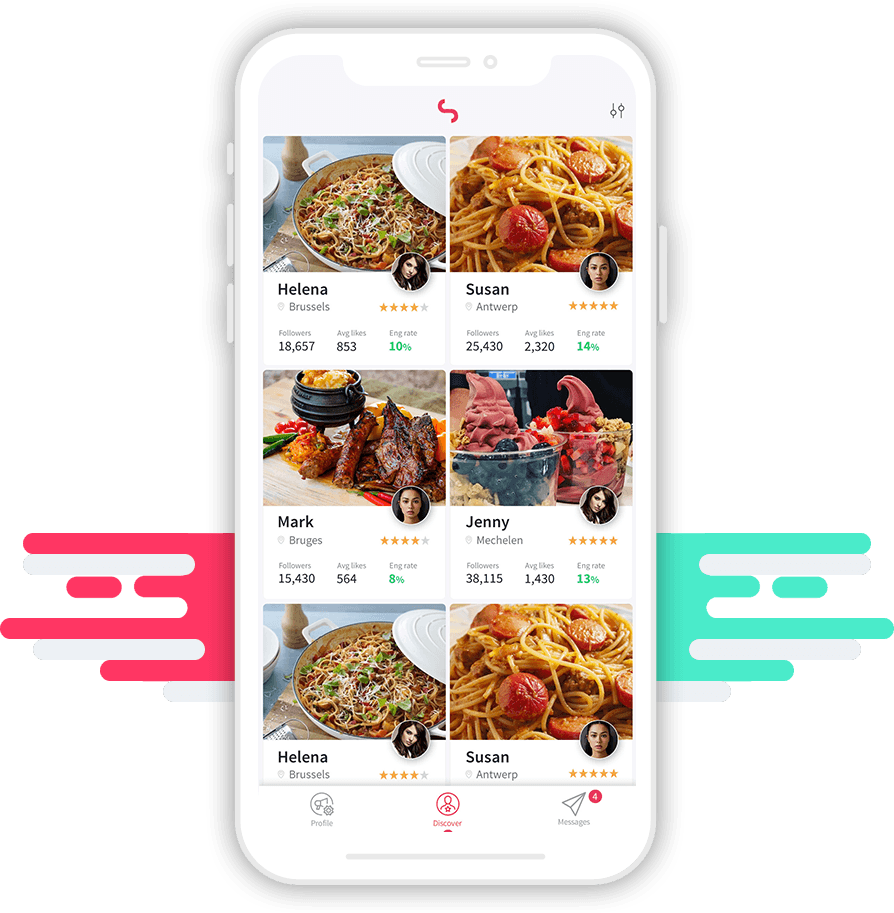 Helena
Brussels
Followers Avg likes Eng rate
18,657 853 10%
Susan
Antwerp
Followers Avg likes Eng rate
25,430 2,320 14%
Mark
Bruges
Followers Avg likes Eng rate
15,430 564 8%
Jenny
Mechelen
Followers Avg likes Eng rate
38,115 1,430 13%
Helena
Brussels
Susan
Antwerp
Profile
Discover
4
Messages